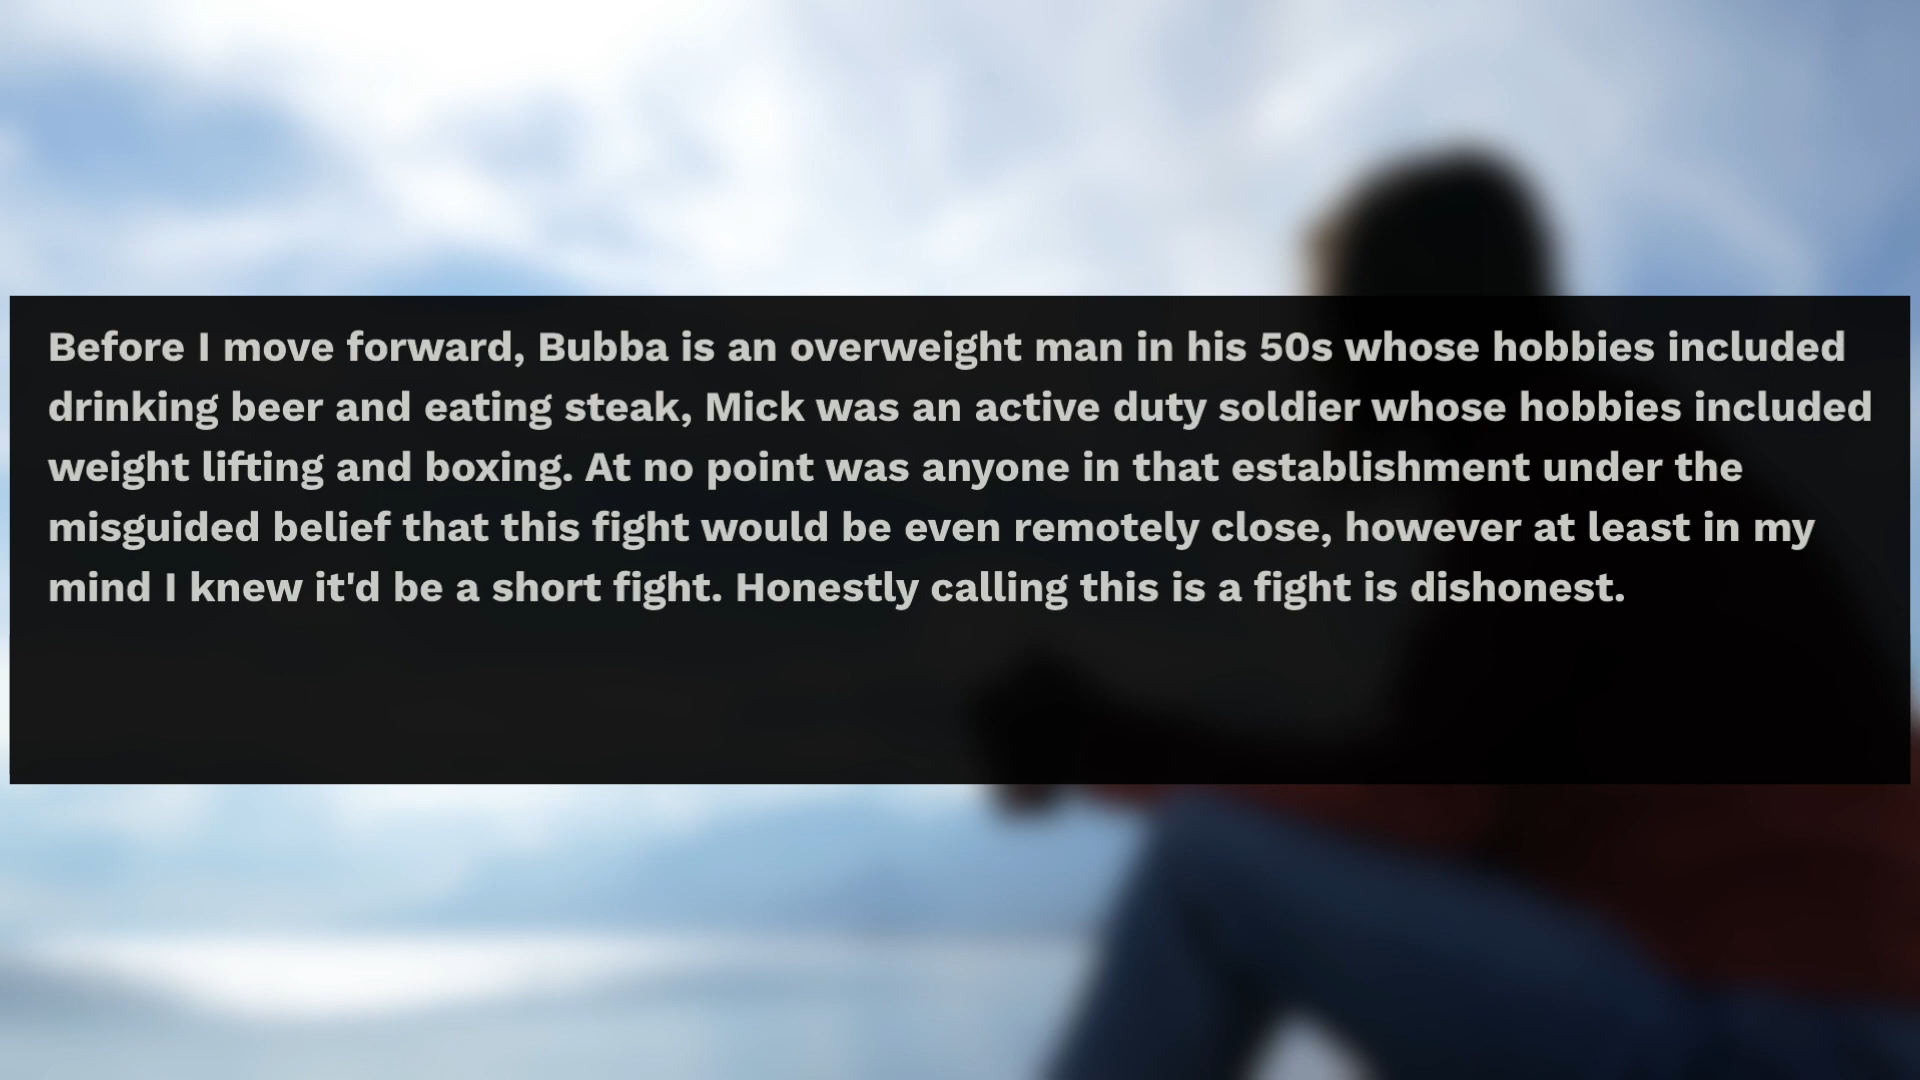 Before I move forward, Bubba is an overweight man in his 50s whose hobbies included
drinking beer and eating steak, Mick was an active duty soldier whose hobbies included
weight lifting and boxing. At no point was anyone in that establishment under the
misguided belief that this fight would be even remotely close, however at least in my
mind I knew it'd be a short fight. Honestly calling this is a fight is dishonest.